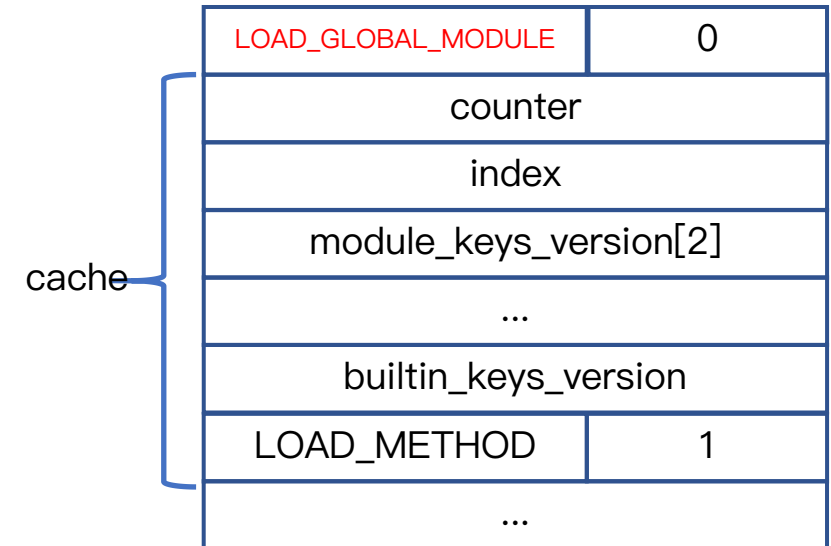 LOAD_GLOBAL_MODULE 0
counter
index
module_keys_version[2]
cache
...
builtin_keys_version
LOAD_METHOD 1
...